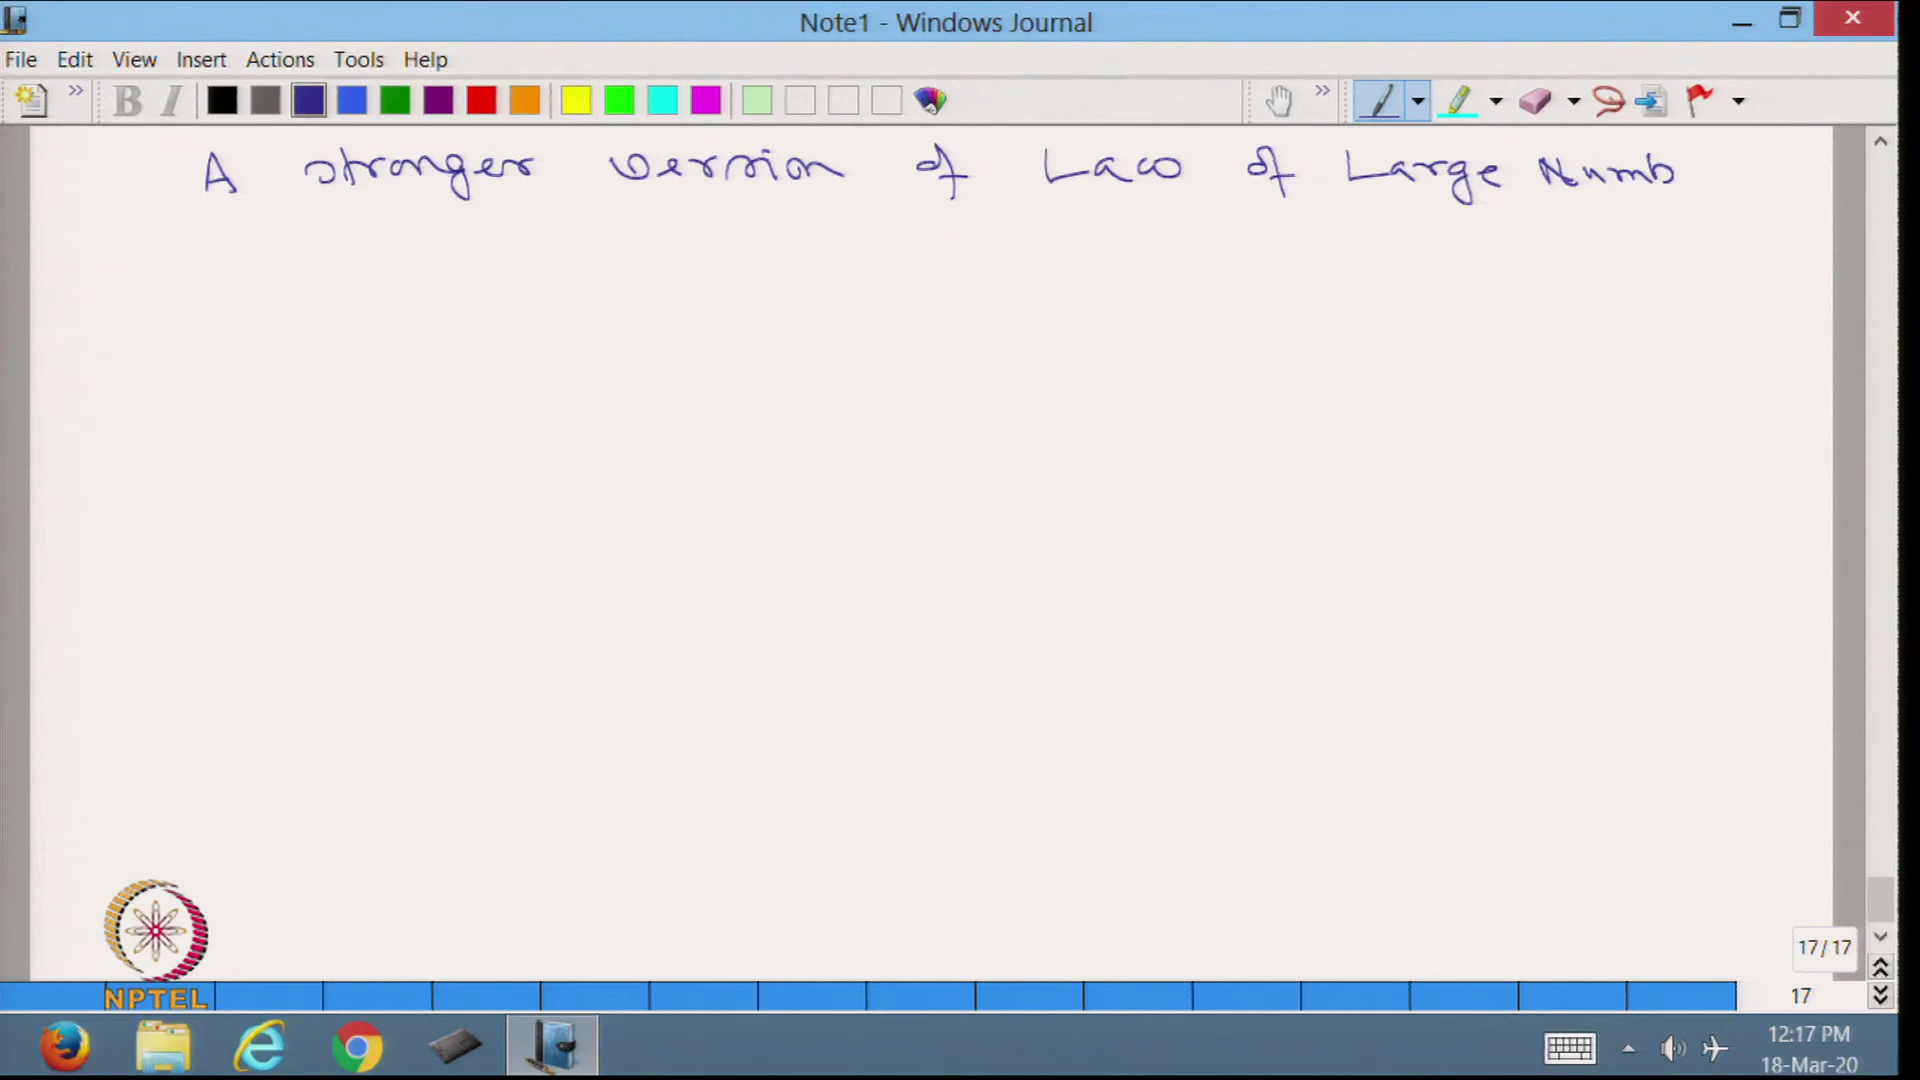 Note1 - Windows Journal
File Edit View Insert Actions Tools Help
B I
A stronger version of Law of Large Numb
17/17
NPTEL
17
12:17 PM
18-Mar-20